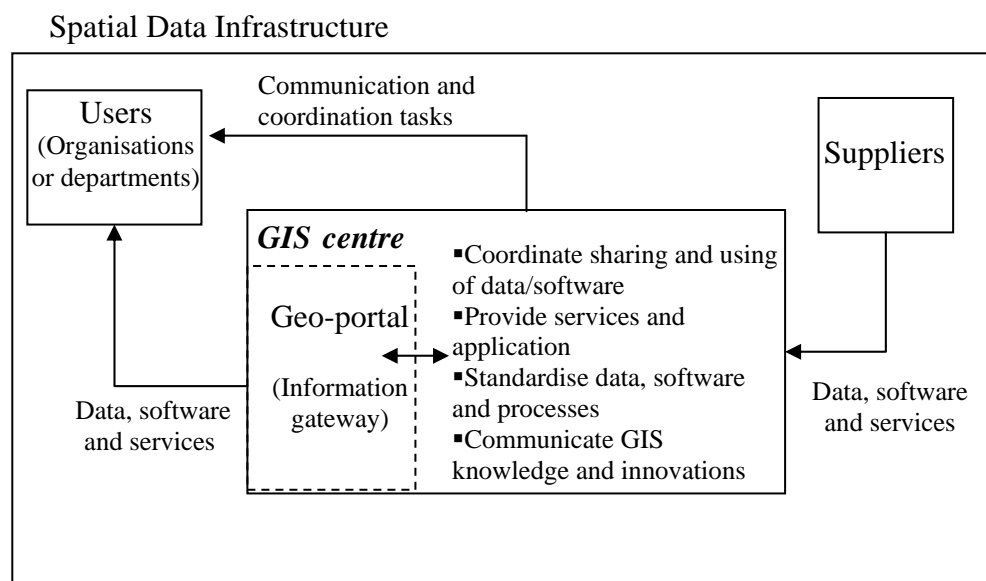 Spatial Data Infrastructure
Communication and
coordination tasks
Users
(Organisations
or departments)
Suppliers
GIS centre
Geo-portal
(Information
gateway)
▪Coordinate sharing and using
of data/software
▪Provide services and
application
▪Standardise data, software
and processes
▪Communicate GIS
knowledge and innovations
Data, software
and services
Data, software
and services